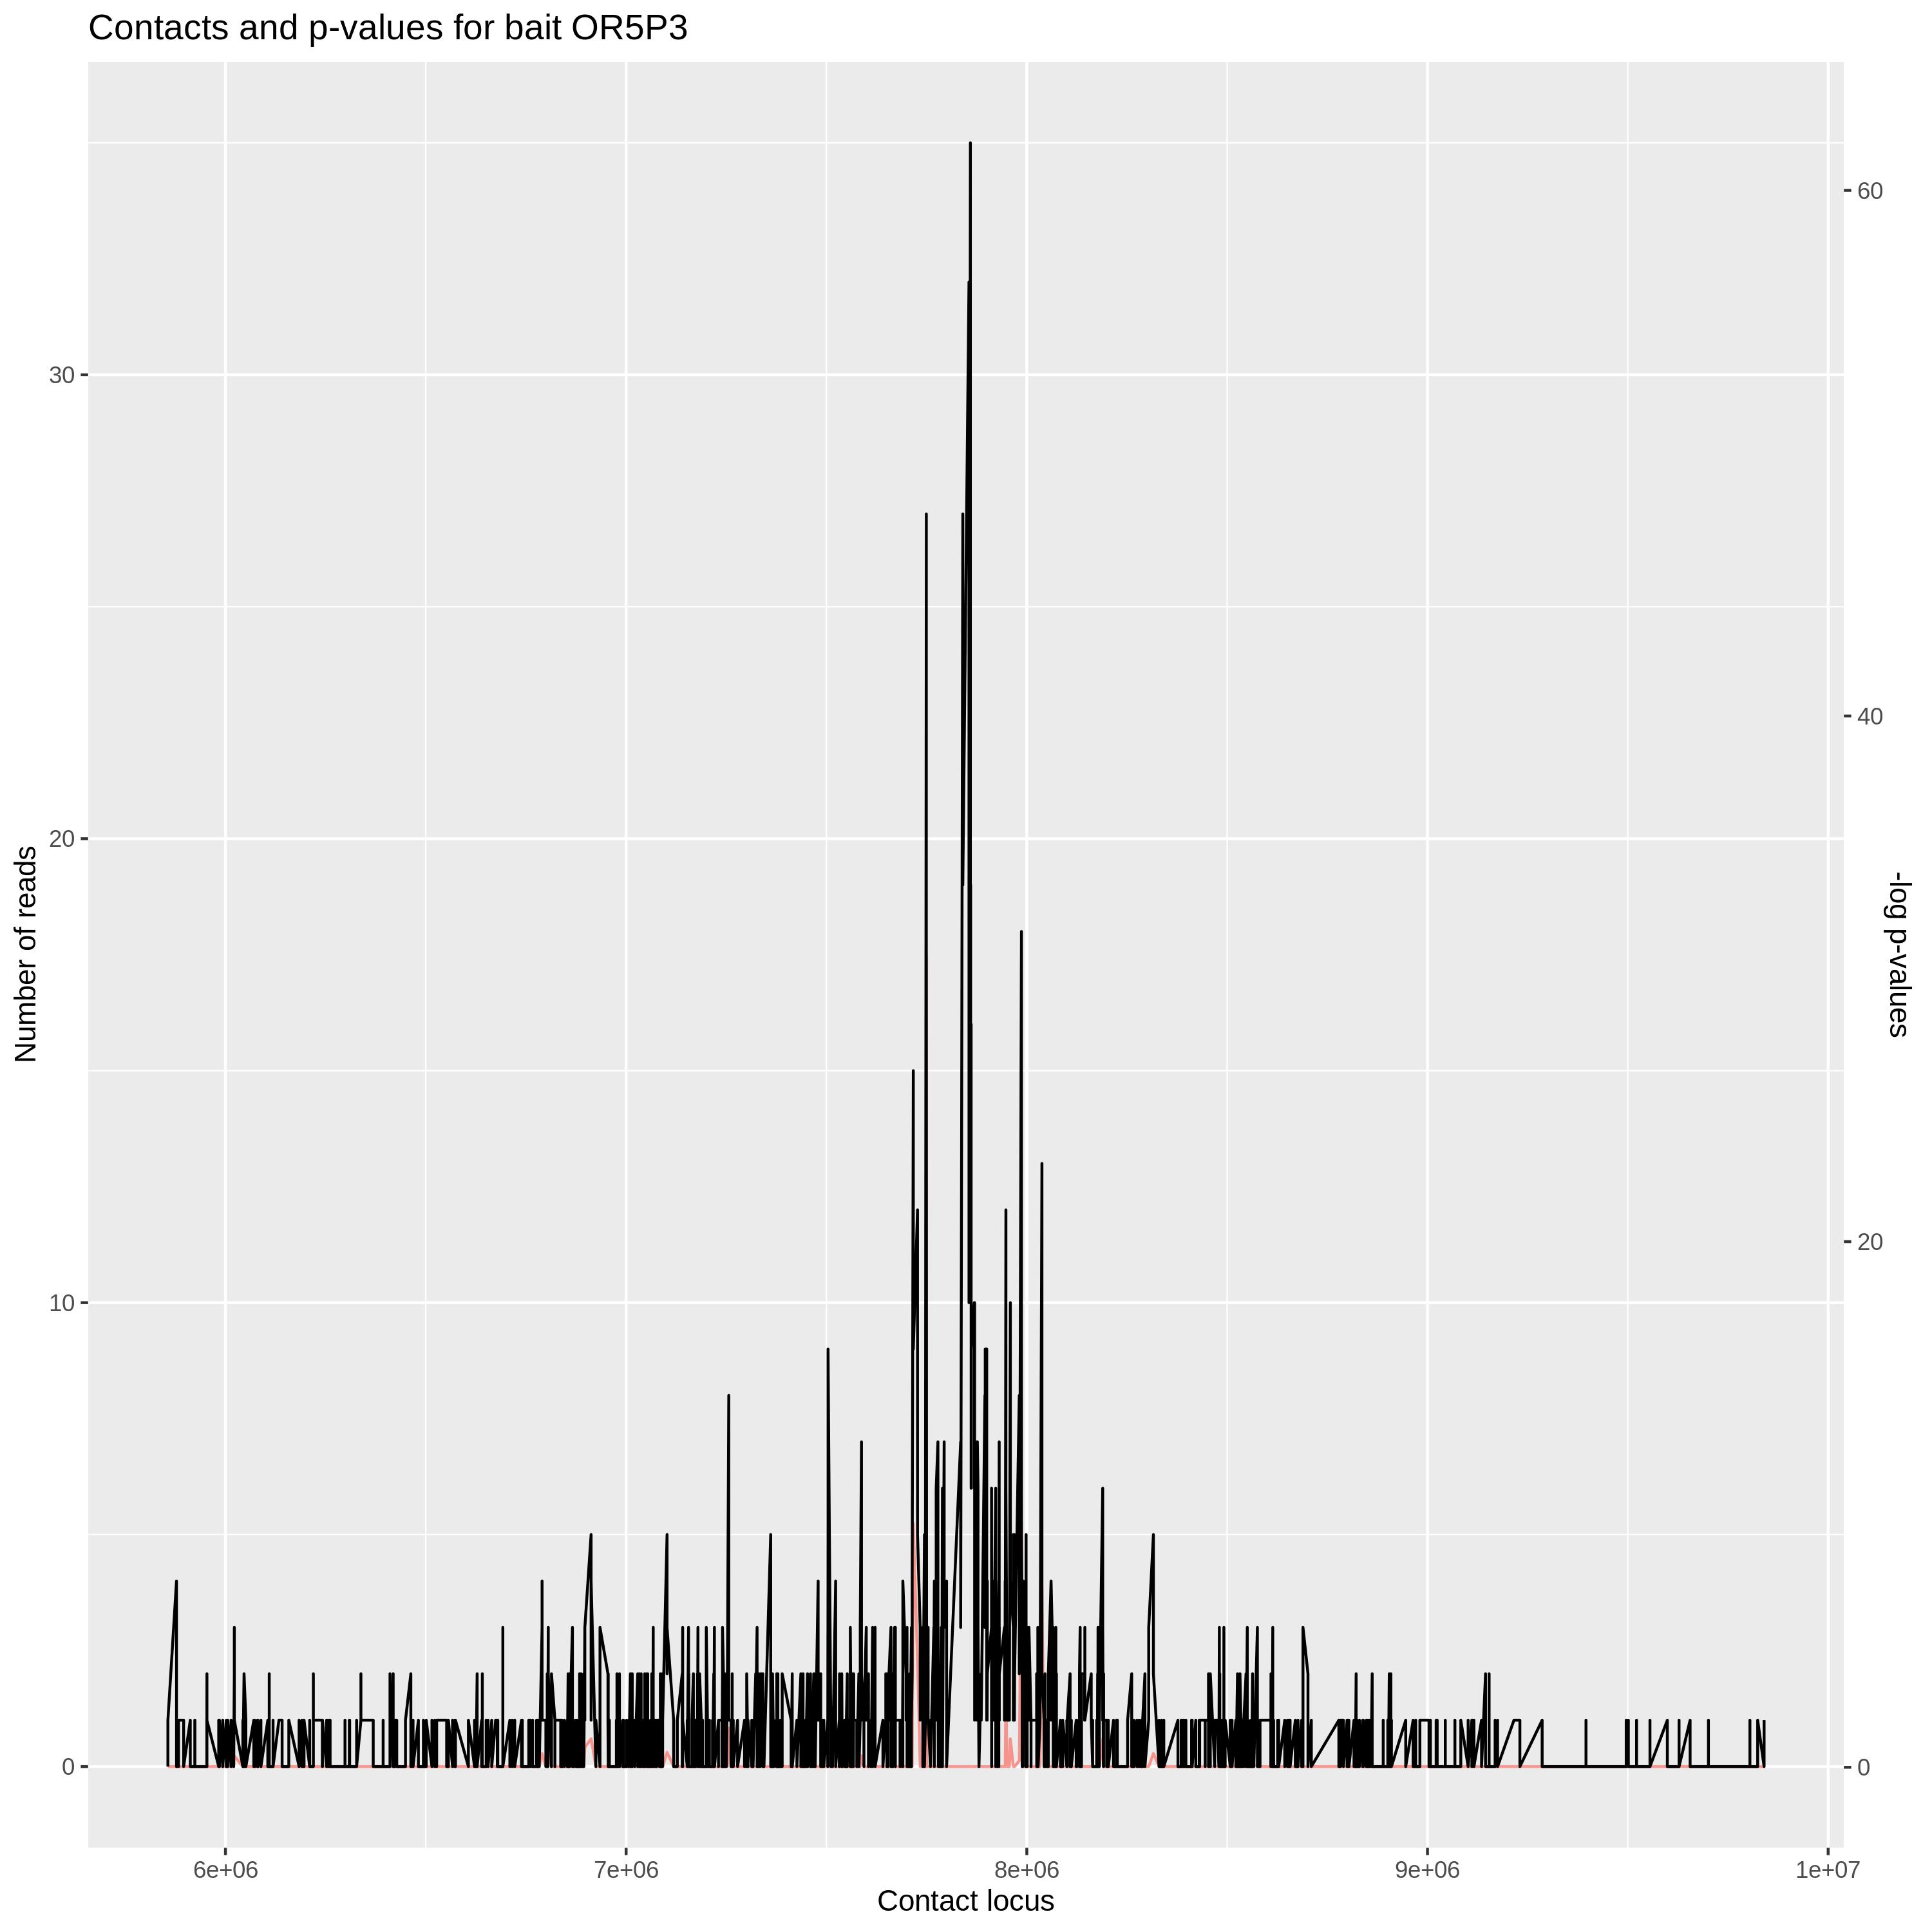 Contacts and p-values for bait OR5P3
Number of reads
30
20
10
0
60
40
20
0
-log p-values
6e+06
7e+06
8e+06
9e+06
1e+07
Contact locus